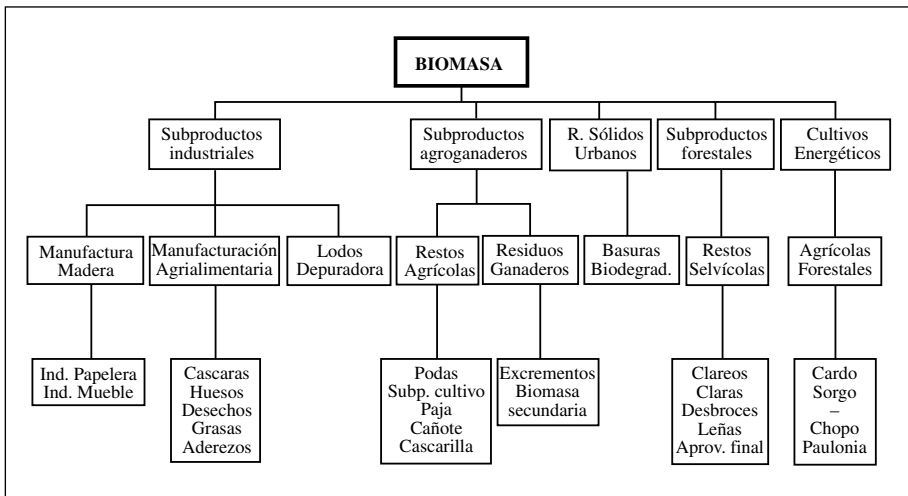 BIOMASA
Subproductos
industriales
Subproductos
agroganaderos
R. Sólidos
Urbanos
Subproductos
forestales
Cultivos
Energéticos
Manufactura
Madera
Manufacturación
Agrialimentaria
Lodos
Depuradora
Restos
Agrícolas
Residuos
Ganaderos
Basuras
Biodegrad.
Restos
Selvícolas
Agrícolas
Forestales
Ind. Papelera
Ind. Mueble
Cascaras
Huesos
Desechos
Grasas
Aderezos
Podas
Subp. cultivo
Paja
Cañote
Cascarilla
Excrementos
Biomasa
secundaria
Clareos
Claras
Desbroces
Leñas
Aprov. final
Cardo
Sorgo
–
Chopo
Paulonia